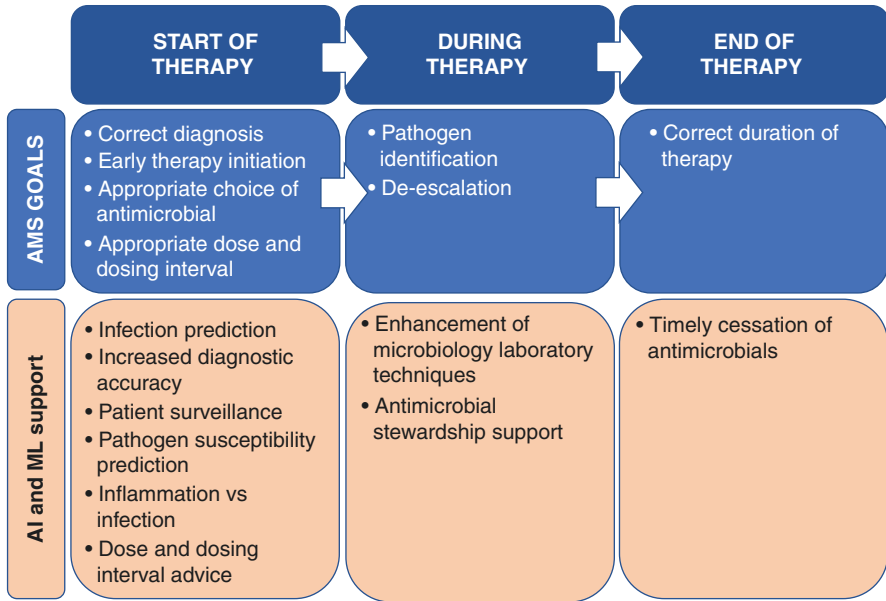 START OF
THERAPY
DURING
THERAPY
END OF
THERAPY
AMS GOALS
• Correct diagnosis
• Early therapy initiation
• Appropriate choice of
antimicrobial
• Appropriate dose and
dosing interval
• Pathogen
identification
• De-escalation
• Correct duration of
therapy
AI and ML support
• Infection prediction
• Increased diagnostic
accuracy
• Patient surveillance
• Pathogen susceptibility
prediction
• Inflammation vs
infection
• Dose and dosing
interval advice
• Enhancement of
microbiology laboratory
techniques
• Antimicrobial
stewardship support
• Timely cessation of
antimicrobials